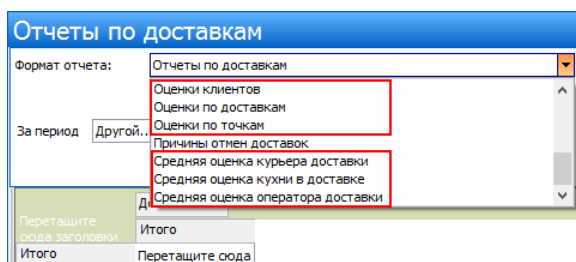 Отчеты по доставкам
Формат отчета: Отчеты по доставкам
Оценки клиентов
Оценки по доставкам
За период Другой.. Оценки по точкам
Причины отмен доставок
Средняя оценка курьера доставки
Средняя оценка кухни в доставке
Средняя оценка оператора доставки
Перетащите
сюда заголовки
Итого
Итого Перетащите сюда